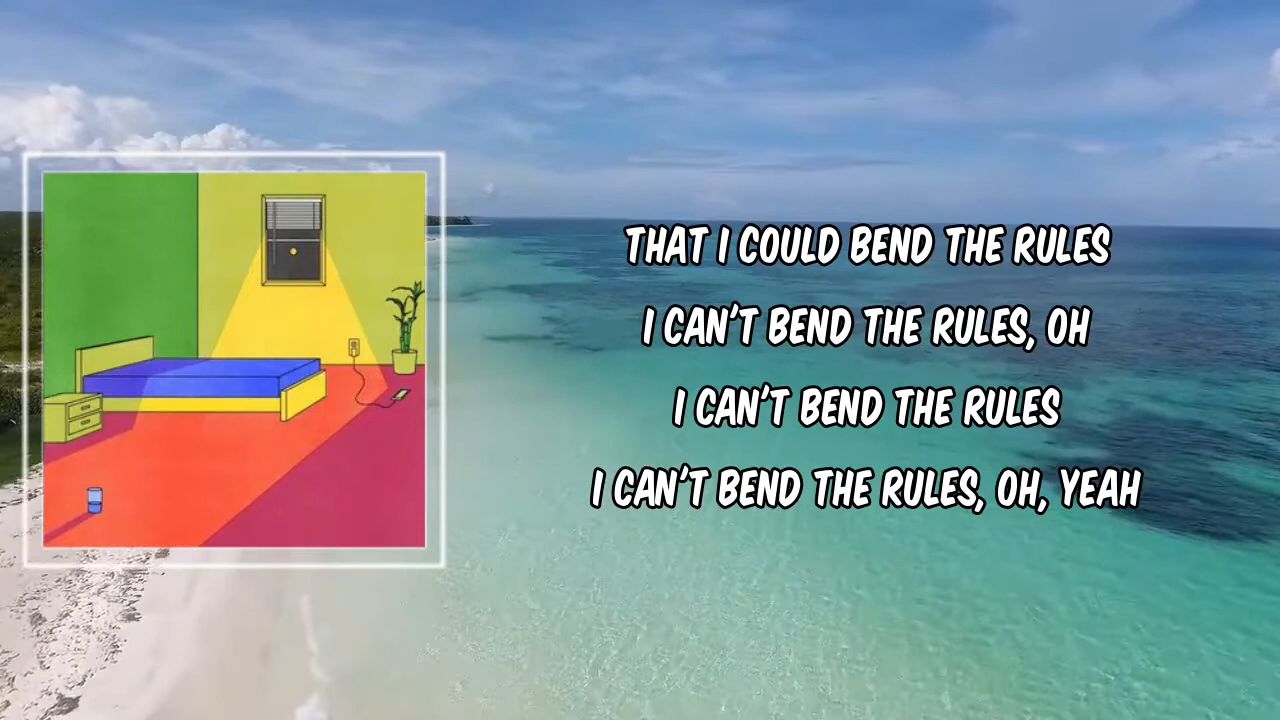 THAT I COULD BEND THE RULES
I CAN'T BEND THE RULES, OH
I CAN'T BEND THE RULES
I CAN'T BEND THE RULES, OH, YEAH